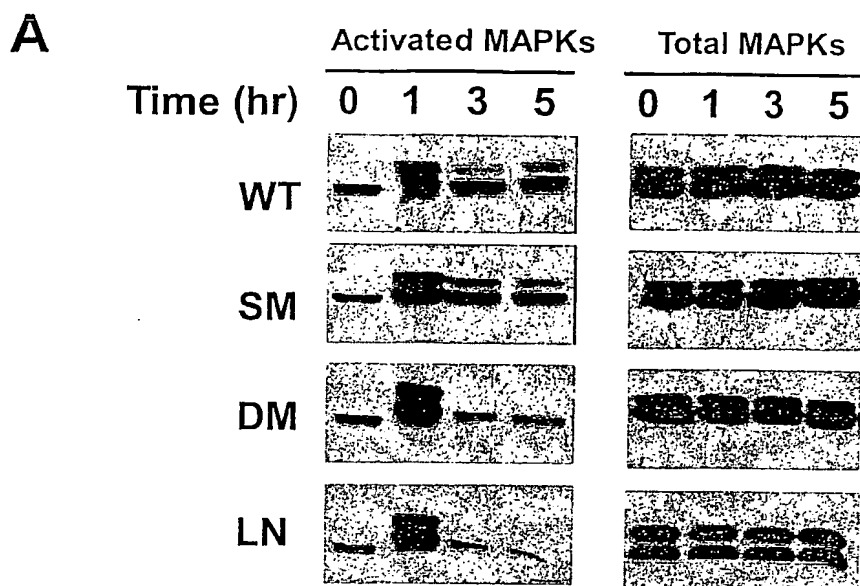 A
Activated MAPKs Total MAPKs
Time (hr) 0 1 3 5 0 1 3 5
WT
SM
DM
LN